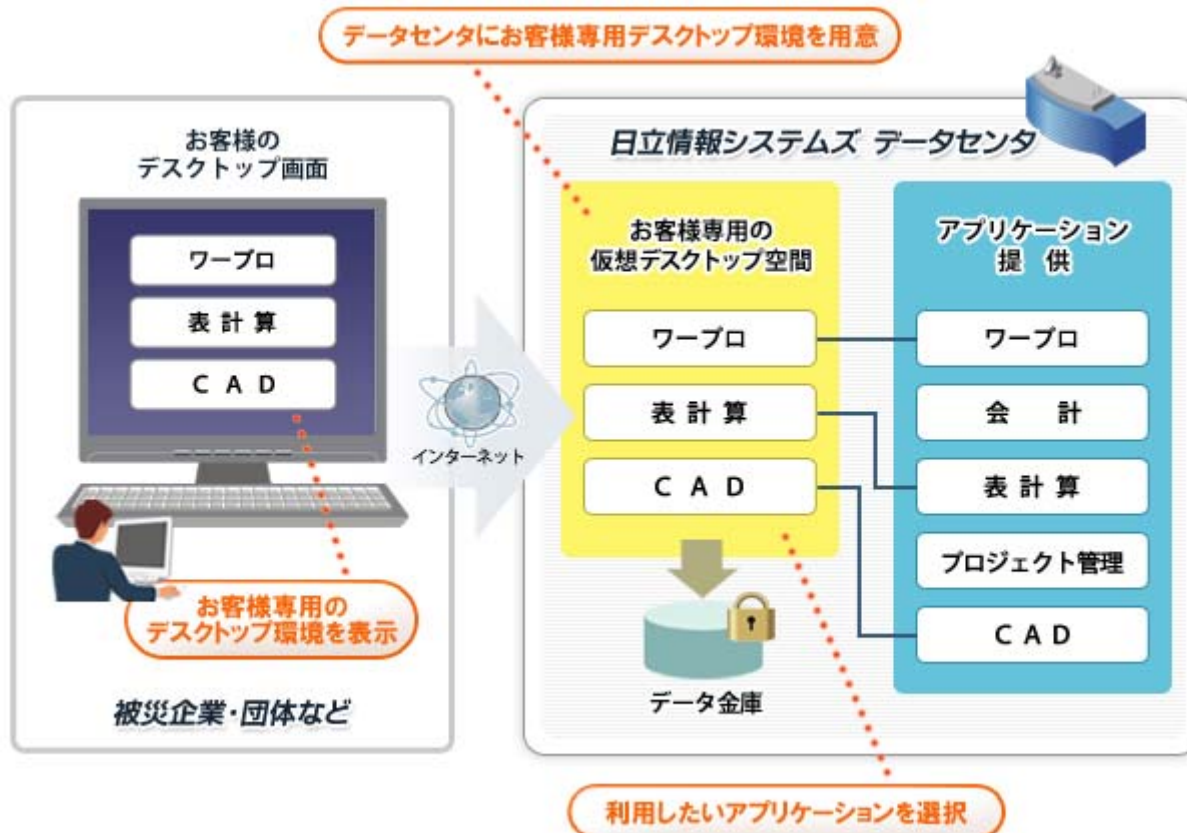 データセンタにお客様専用デスクトップ環境を用意
お客様の
デスクトップ画面
ワープロ
表計算
CAD
お客様専用の
デスクトップ環境を表示
被災企業・団体など
インターネット
日立情報システムズ データセンタ
お客様専用の
仮想デスクトップ空間
ワープロ
表計算
CAD
データ金庫
アプリケーション
提供
ワープロ
会計
表計算
プロジェクト管理
CAD
利用したいアプリケーションを選択